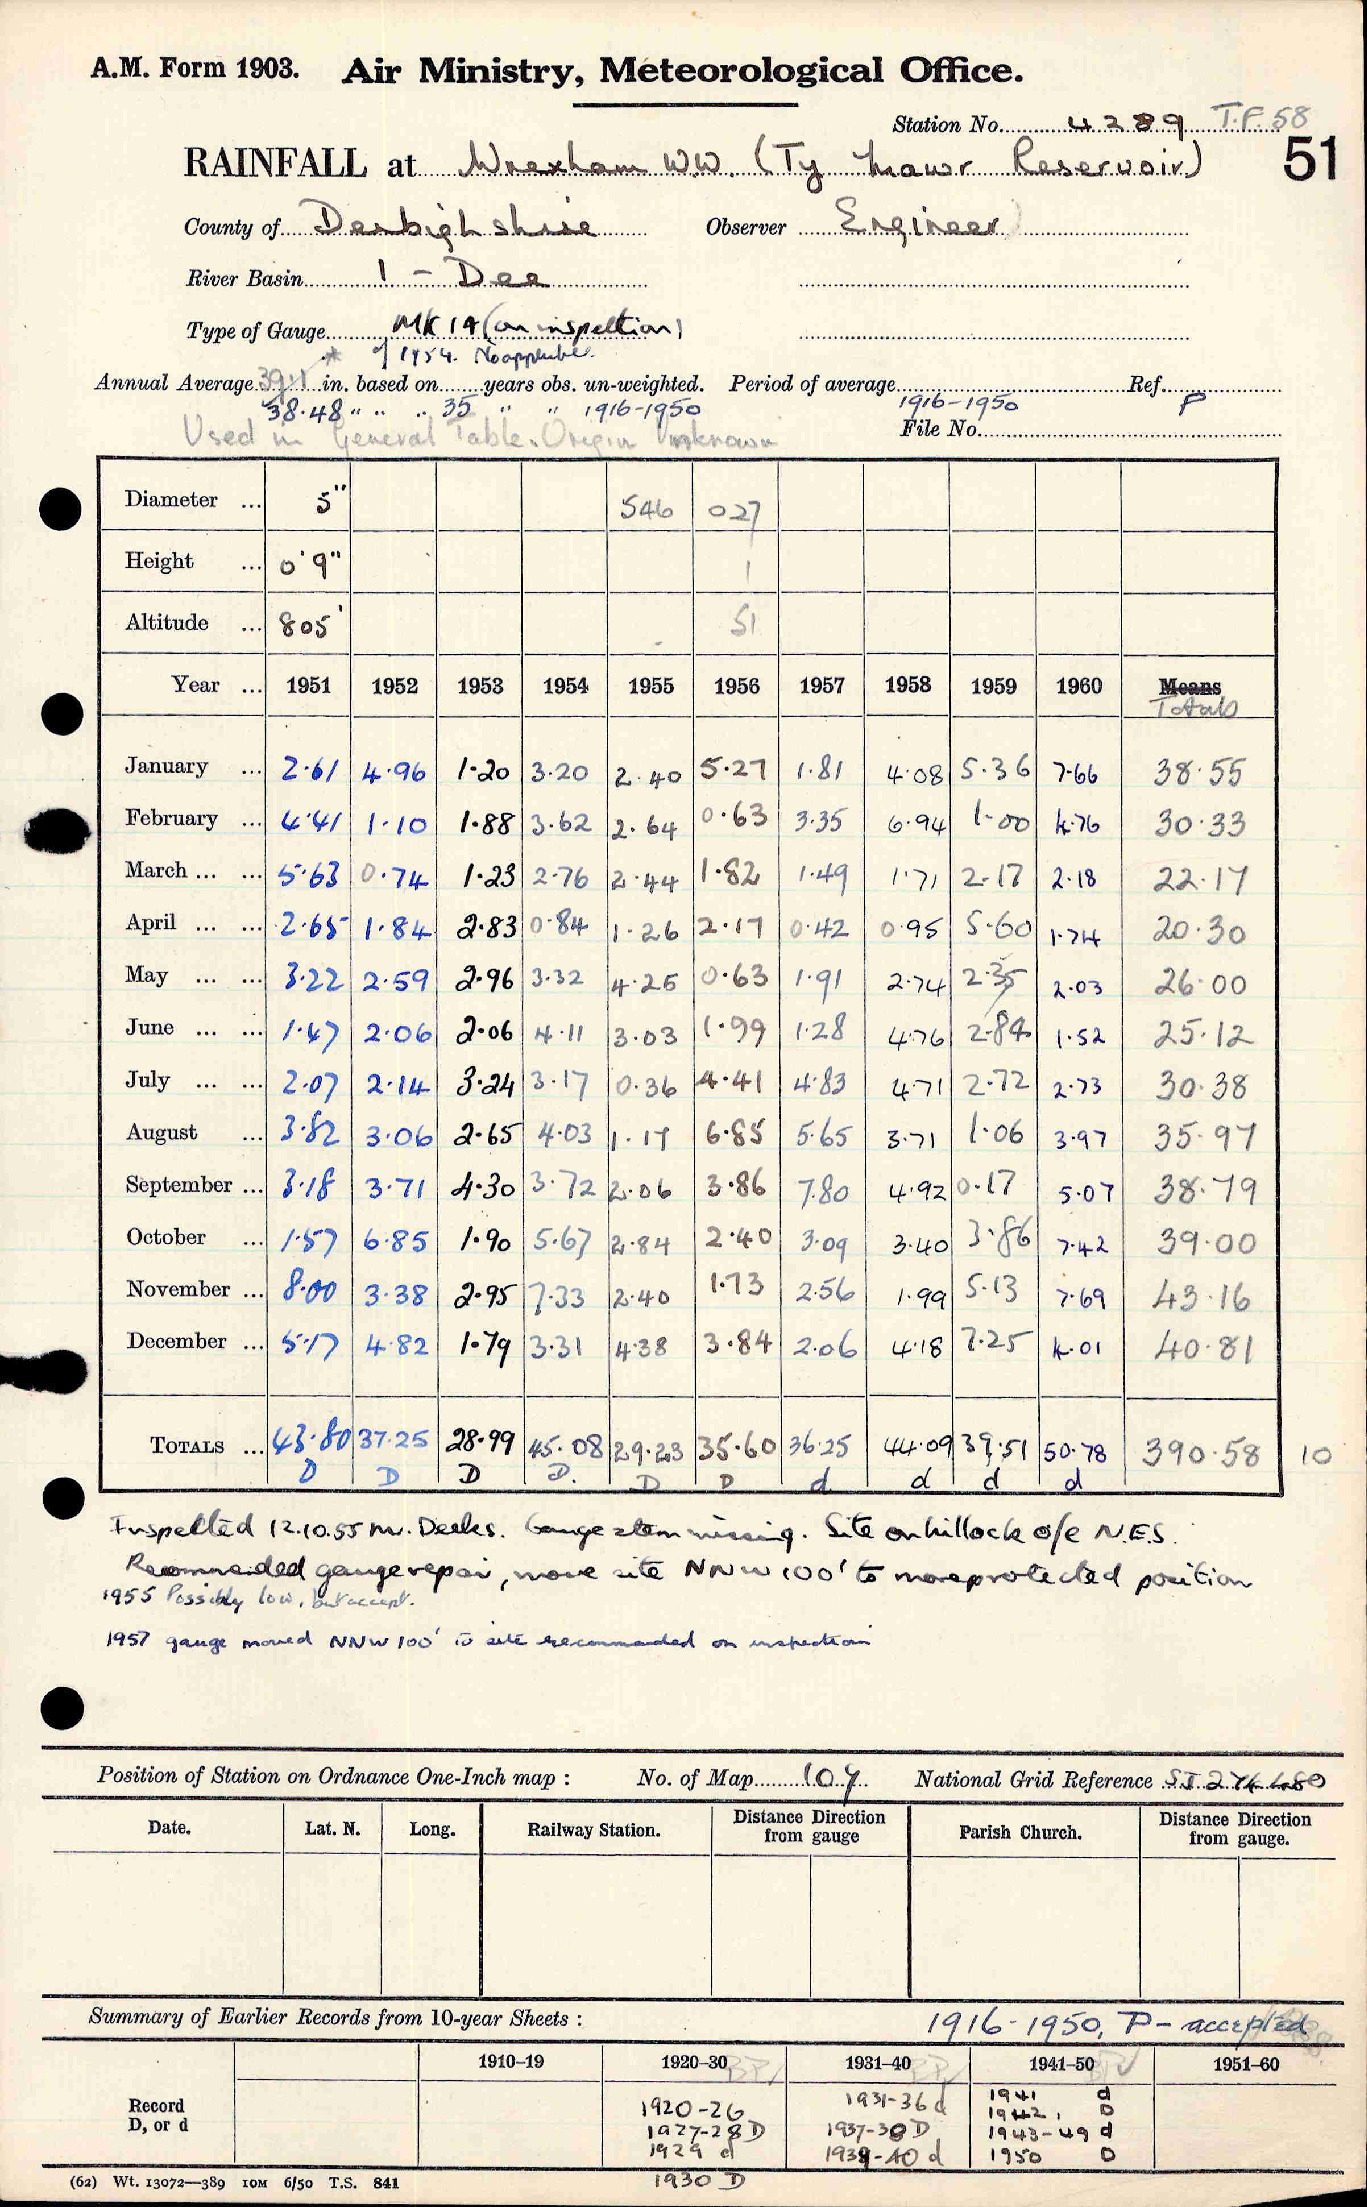 A.M. Form 1903. Air Ministry, Meteorological Office.
Station No. 4289 T.F.58
RAINFALL at Wrexham W.W. (Ty Mawr Reservoir) 51
County of Denbighshire Observer Engineer
River Basin 1 - Dee
Type of Gauge MK 1A (on inspection)
of 1954. No apptube.
Annual Average 39.1 in. based on years obs. un-weighted. Period of average Ref.
38.48 " " .. 35 " " 1916-1950 1916-1950 P
Used in General Table. Origin Unknown File No.
Diameter ... 5" 546 027
Height ... 0'9" 1
Altitude ... 805' 51
Year ... 1951 1952 1953 1954 1955 1956 1957 1958 1959 1960 Means
Totals
January ... 2.61 4.96 1.20 3.20 2.40 5.27 1.81 4.08 5.36 7.66 38.55
February ... 4.41 1.10 1.88 3.62 2.64 0.63 3.35 6.94 1.00 4.76 30.33
March ... ... 5.63 0.74 1.23 2.76 2.44 1.82 1.49 1.71 2.17 2.18 22.17
April ... ... 2.65 1.84 2.83 0.84 1.26 2.17 0.42 0.95 5.60 1.74 20.30
May ... ... 3.22 2.59 2.96 3.32 4.25 0.63 1.91 2.74 2.35 2.03 26.00
June ... ... 1.47 2.06 2.06 4.11 3.03 1.99 1.28 4.76 2.84 1.52 25.12
July ... ... 2.07 2.14 3.24 3.17 0.36 4.41 4.83 4.71 2.72 2.73 30.38
August ... 3.82 3.06 2.65 4.03 1.17 6.85 5.65 3.71 1.06 3.97 35.97
September ... 3.18 3.71 4.30 3.72 2.06 3.86 7.80 4.92 0.17 5.07 38.79
October ... 1.57 6.85 1.90 5.67 2.84 2.40 3.09 3.40 3.86 7.42 39.00
November ... 8.00 3.38 2.95 7.33 2.40 1.73 2.56 1.99 5.13 7.69 43.16
December ... 5.17 4.82 1.79 3.31 4.38 3.84 2.06 4.18 7.25 4.01 40.81
TOTALS ... 43.80 37.25 28.99 45.08 29.23 35.60 36.25 44.09 39.51 50.78 390.58 10
D D D D. D D d d d d
Inspected 12.10.55 Mr. Deeks. Gauge stem missing. Site on hillock o/e N.E.S.
Recommended gauge repair, move site NNW 100' to more protected position
1955 Possibly low, but accept.
1957 gauge moved NNW 100' to site recommended on inspection
Position of Station on Ordnance One-Inch map : No. of Map 109 National Grid Reference SJ 274480
Date. Lat. N. Long. Railway Station. Distance Direction from gauge Parish Church. Distance Direction from gauge.
Summary of Earlier Records from 10-year Sheets : 1916-1950, P - accepted
1910–19 1920–30 1931–40 1941–50 1951–60
Record D, or d
1920-26 1931-36 d 1941 d
1942, D
1927-28 D 1937-38 D 1943-49 d
1929 d 1939-40 d 1950 D
1930 D
(62) Wt. 13072—389 10M 6/50 T.S. 841